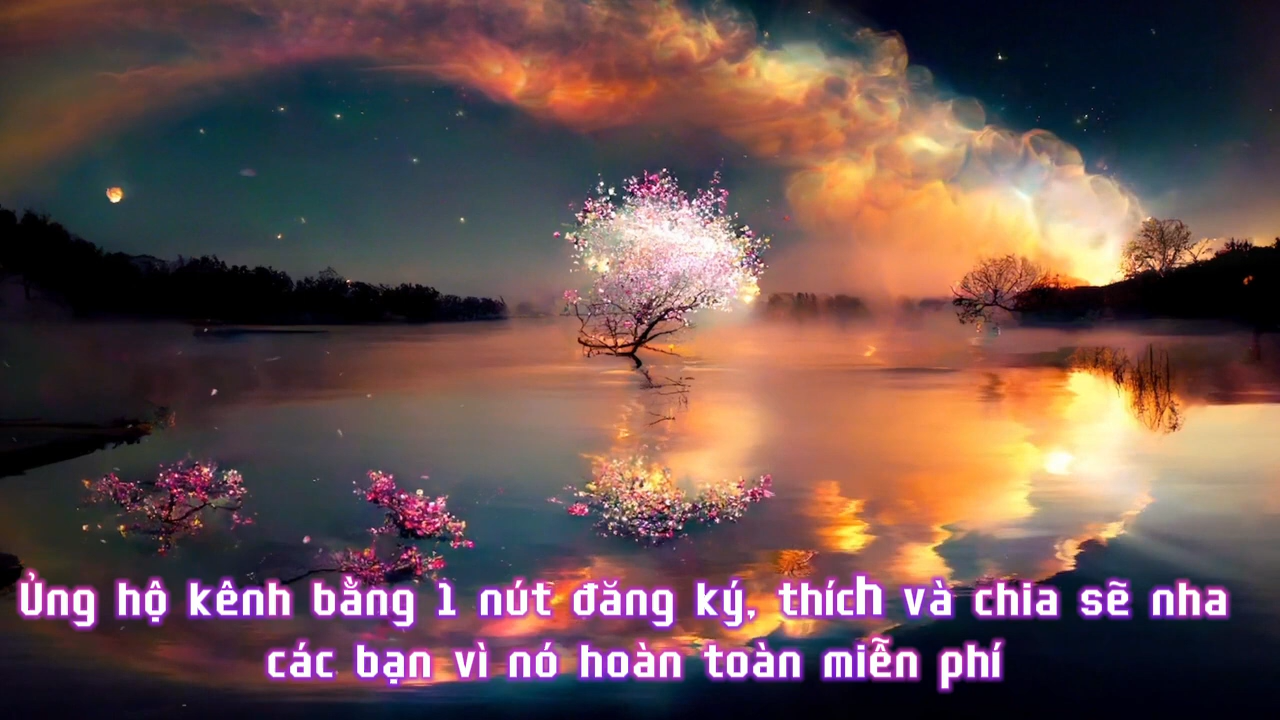 Ủng hộ kênh bằng 1 nút đăng ký, thích và chia sẽ nha
các bạn vì nó hoàn toàn miễn phí